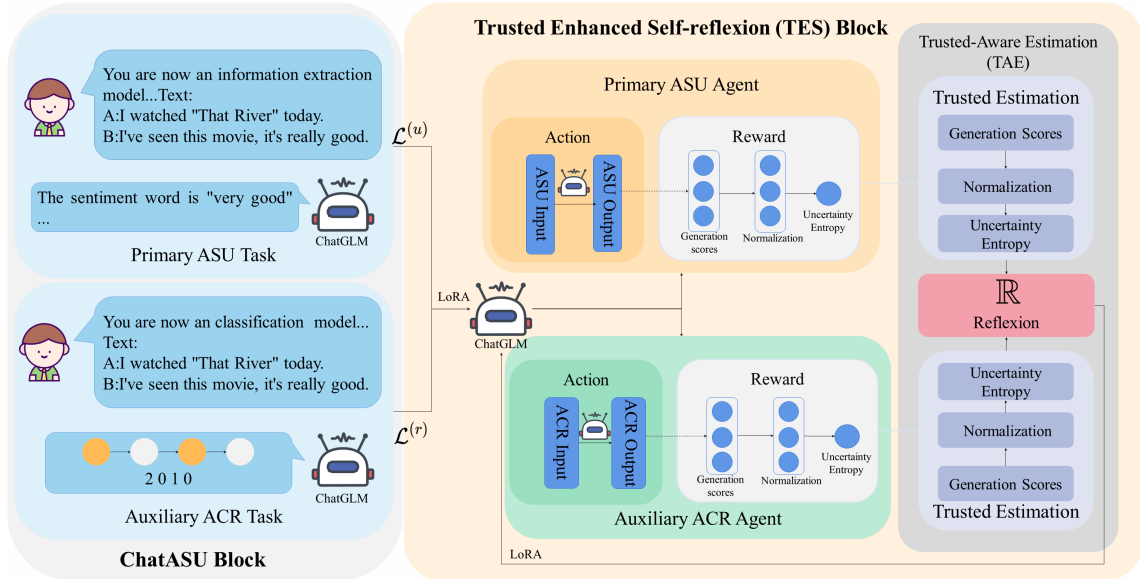 You are now an information extraction
model...Text:
A:I watched "That River" today.
B:I've seen this movie, it's really good.
The sentiment word is "very good"
...
ChatGLM
Primary ASU Task
You are now an classification model...
Text:
A:I watched "That River" today.
B:I've seen this movie, it's really good.
2 0 1 0
ChatGLM
Auxiliary ACR Task
ChatASU Block
ℒ(u)
ℒ(r)
Trusted Enhanced Self-reflexion (TES) Block
LoRA
ChatGLM
Primary ASU Agent
Action
ASU Input
ASU Output
Reward
Generation
scores
Normalization
Uncertainty
Entropy
Action
ACR Input
ACR Output
Reward
Generation
scores
Normalization
Uncertainty
Entropy
Auxiliary ACR Agent
LoRA
Trusted-Aware Estimation
(TAE)
Trusted Estimation
Generation Scores
Normalization
Uncertainty
Entropy
ℝ
Reflexion
Uncertainty
Entropy
Normalization
Generation Scores
Trusted Estimation